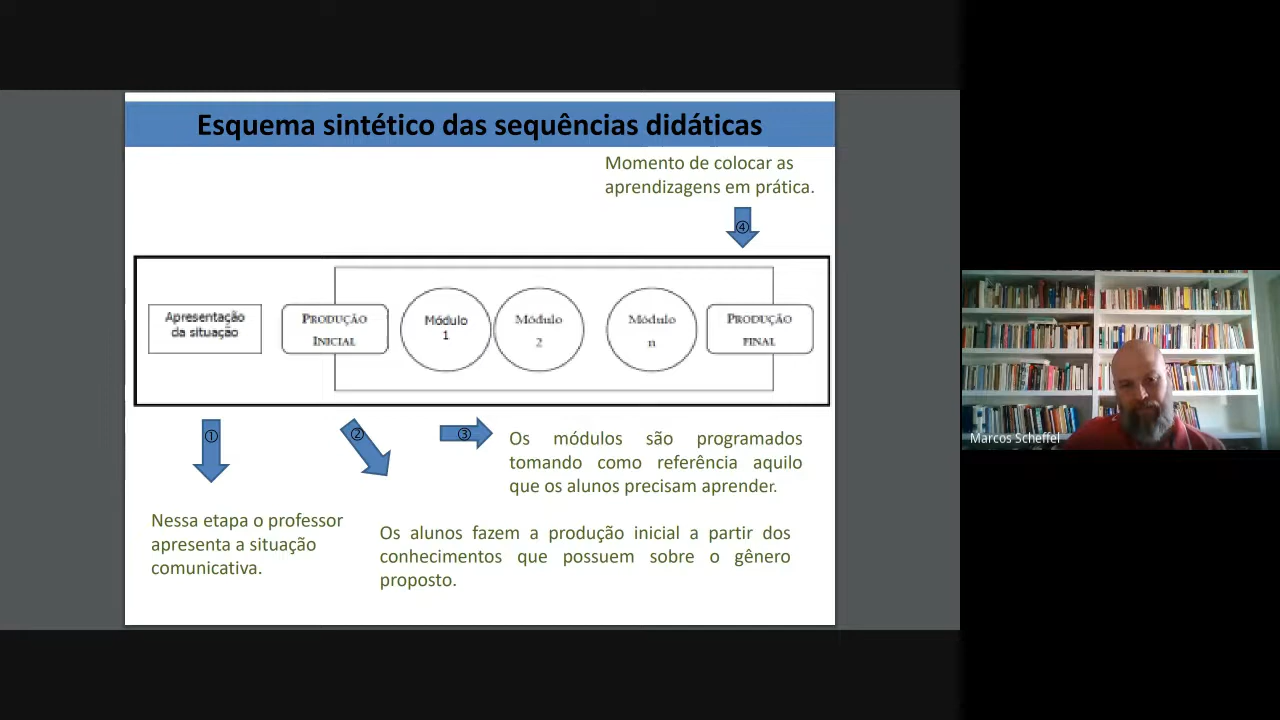 Esquema sintético das sequências didáticas
Momento de colocar as
aprendizagens em prática.
④
Apresentação
da situação
PRODUÇÃO
INICIAL
Módulo
1
Módulo
2
Módulo
n
PRODUÇÃO
FINAL
①
②
③
Os módulos são programados
tomando como referência aquilo
que os alunos precisam aprender.
Nessa etapa o professor
apresenta a situação
comunicativa.
Os alunos fazem a produção inicial a partir dos
conhecimentos que possuem sobre o gênero
proposto.
Marcos Scheffel